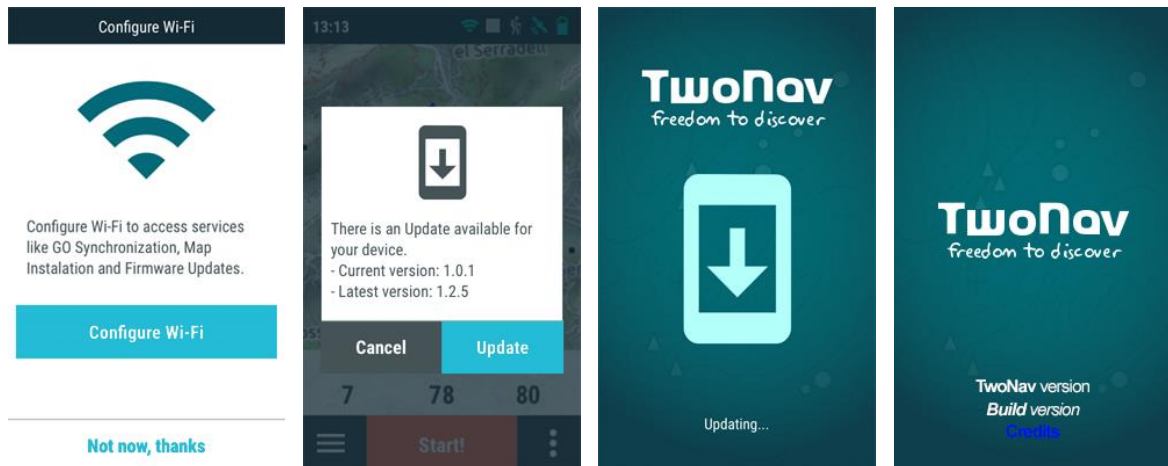 Configure Wi-Fi
Configure Wi-Fi to access services
like GO Synchronization, Map
Instalation and Firmware Updates.
Configure Wi-Fi
Not now, thanks
13:13
el Serradell
There is an Update available for
your device.
- Current version: 1.0.1
- Latest version: 1.2.5
Cancel
Update
7 78 80
Start!
TwoNav
freedom to discover
Updating...
TwoNav
freedom to discover
TwoNav version
Build version
Credits